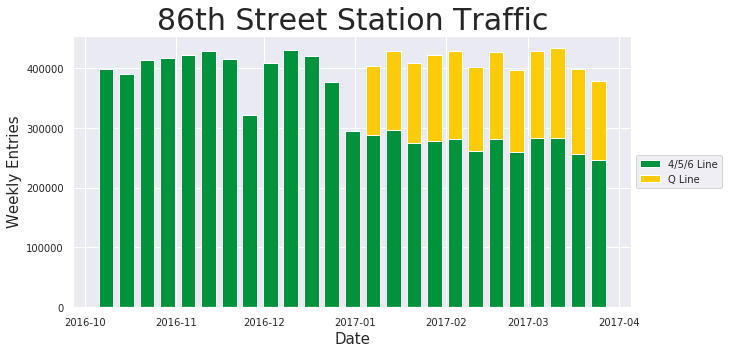 86th Street Station Traffic
Weekly Entries
400000
300000
200000
100000
0
2016-10 2016-11 2016-12 2017-01 2017-02 2017-03 2017-04
Date
4/5/6 Line
Q Line